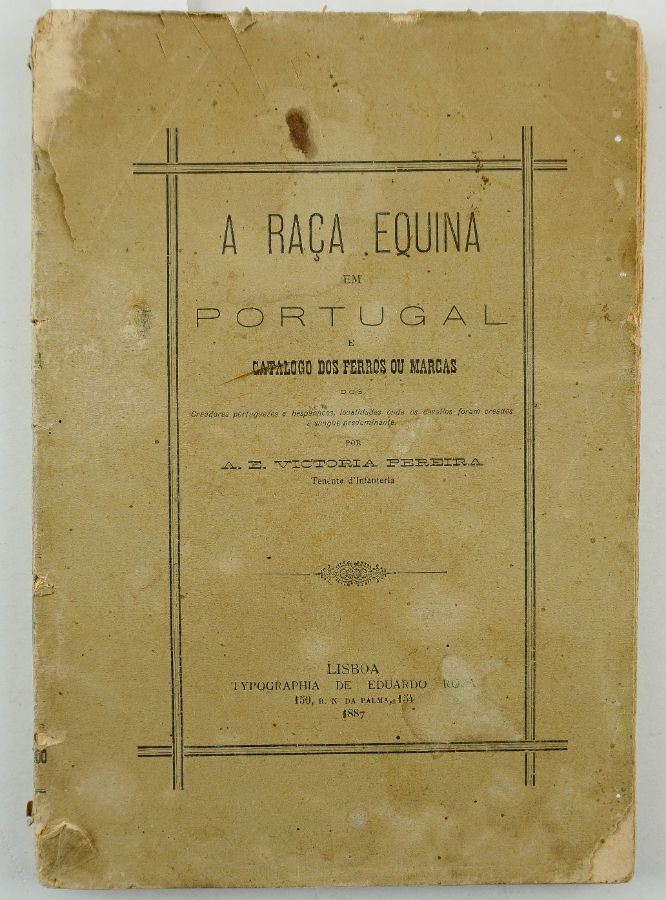 A RAÇA EQUINA
EM
PORTUGAL
E
CATALOGO DOS FERROS OU MARCAS
DOS
Creadores portuguezes e hespanhoes, localidades onde os cavallos foram creados
e sangue predominante.
POR
A. E. VICTORIA PEREIRA
Tenente d'Infanteria
LISBOA
TYPOGRAPHIA DE EDUARDO
150, R. N. DA PALMA, 154
1887